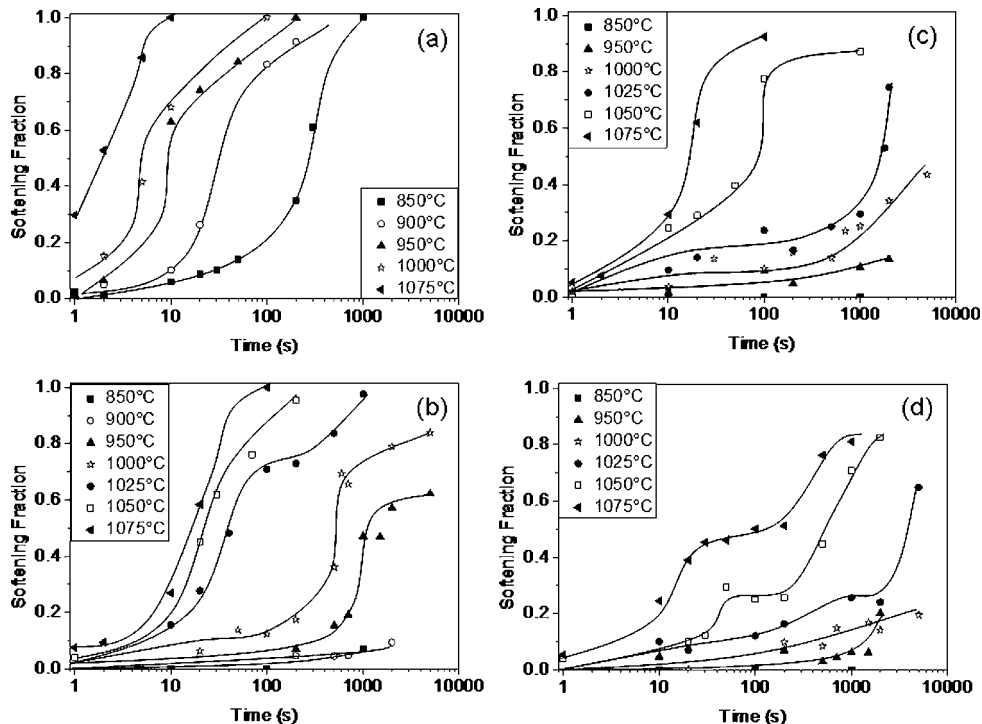 (a)
Softening Fraction
1.0
0.8
0.6
0.4
0.2
0.0
850°C
900°C
950°C
1000°C
1075°C
1 10 100 1000 10000
Time (s)
(c)
Softening Fraction
1.0
0.8
0.6
0.4
0.2
0.0
850°C
950°C
1000°C
1025°C
1050°C
1075°C
1 10 100 1000 10000
Time (s)
(b)
Softening Fraction
1.0
0.8
0.6
0.4
0.2
0.0
850°C
900°C
950°C
1000°C
1025°C
1050°C
1075°C
1 10 100 1000 10000
Time (s)
(d)
Softening Fraction
1.0
0.8
0.6
0.4
0.2
0.0
850°C
950°C
1000°C
1025°C
1050°C
1075°C
1 10 100 1000 10000
Time (s)